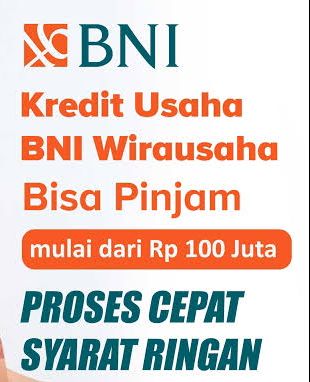 BNI
Kredit Usaha
BNI Wirausaha
Bisa Pinjam
mulai dari Rp 100 Juta
PROSES CEPAT
SYARAT RINGAN